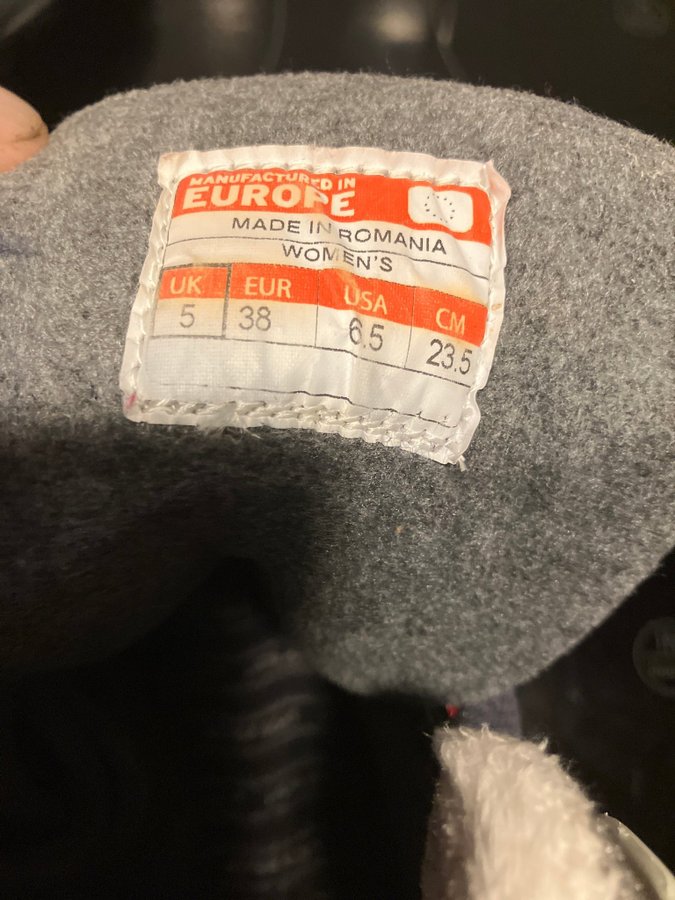 MANUFACTURED IN
EUROPE
MADE IN ROMANIA
WOMEN'S
UK EUR USA CM
5 38 6.5 23.5